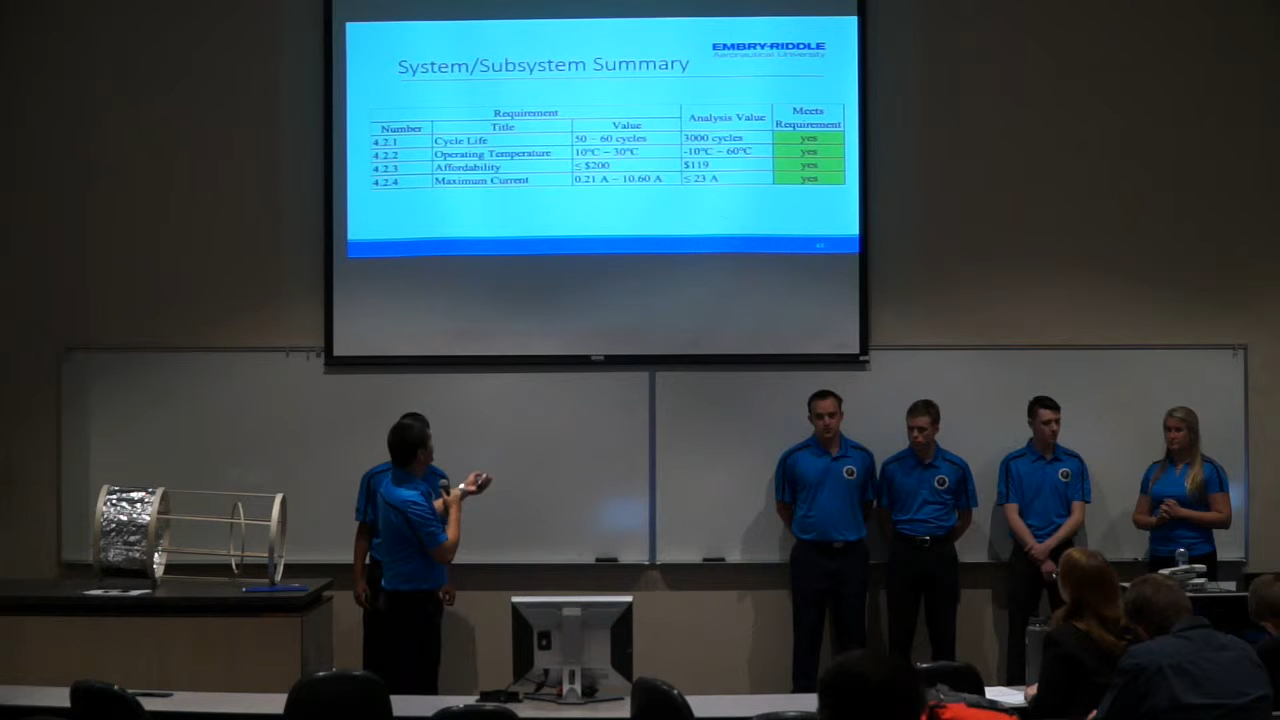 EMBRY-RIDDLE
Aeronautical University
System/Subsystem Summary
Requirement Analysis Value Meets Requirement
Number Title Value
4.2.1 Cycle Life 50 – 60 cycles 3000 cycles yes
4.2.2 Operating Temperature 10°C – 30°C -10°C – 60°C yes
4.2.3 Affordability ≤ $200 $119 yes
4.2.4 Maximum Current 0.21 A – 10.60 A ≤ 23 A yes